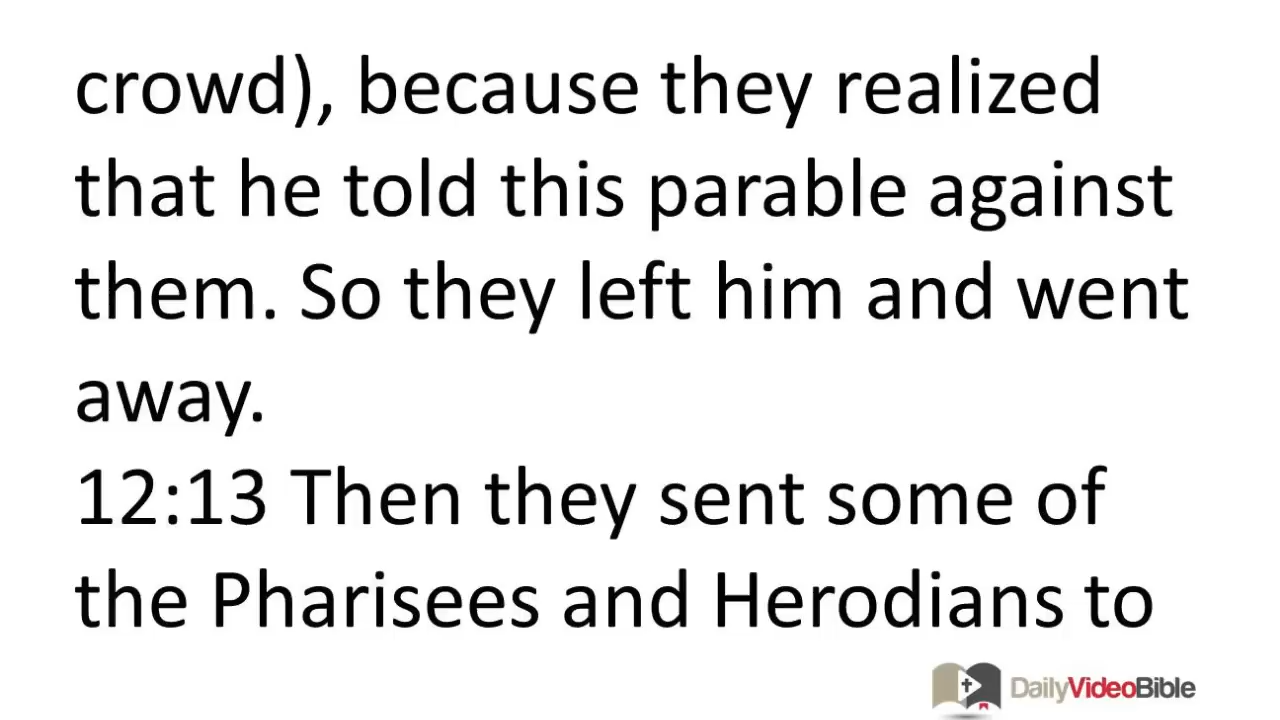 crowd), because they realized
that he told this parable against
them. So they left him and went
away.
12:13 Then they sent some of
the Pharisees and Herodians to
DailyVideoBible